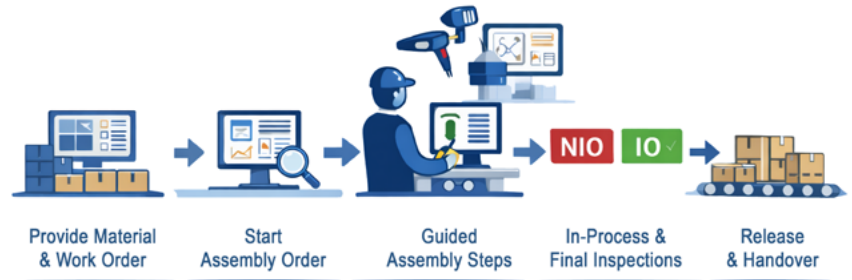 NIO
IO ✓
Provide Material
& Work Order
Start
Assembly Order
Guided
Assembly Steps
In-Process &
Final Inspections
Release
& Handover